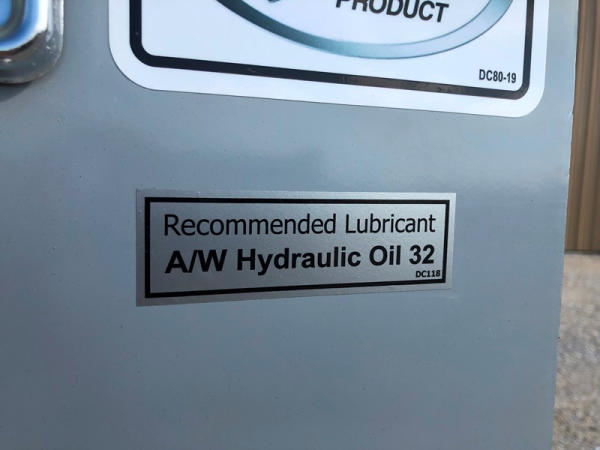 PRODUCT
DC80-19
Recommended Lubricant
A/W Hydraulic Oil 32
DC118